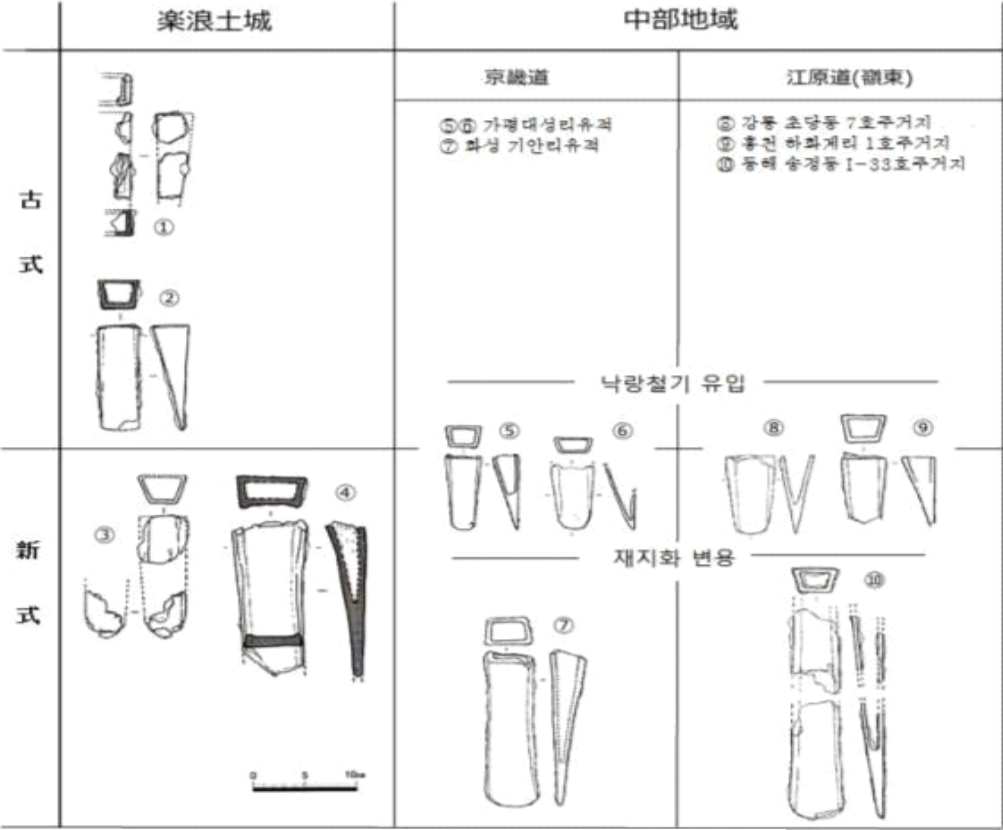 楽浪土城
中部地域
京畿道
江原道(嶺東)
⑤⑥ 가평대성리유적
⑦ 화성 기안리유적
⑧ 강릉 초당동 7호주거지
⑨ 홍천 하화계리 1호주거지
⑩ 동해 송정동 I-33호주거지
古
式
①
②
낙랑철기 유입
⑤
⑥
⑧
⑨
新
式
③
④
재지화 변용
⑦
⑩
0 5 10㎝